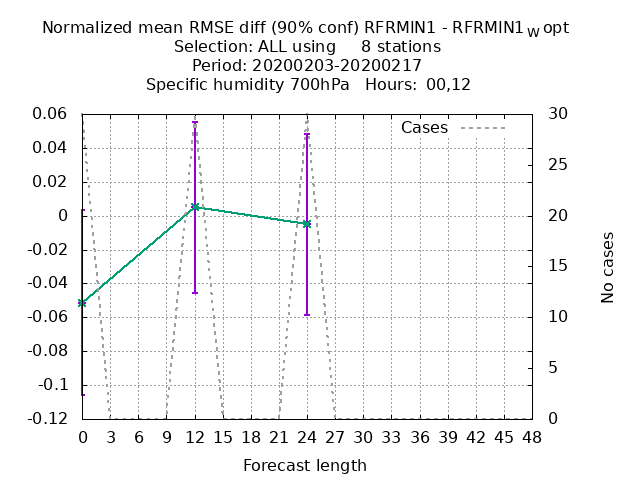 Normalized mean RMSE diff (90% conf) RFRMIN1 - RFRMIN1W opt
Selection: ALL using 8 stations
Period: 20200203-20200217
Specific humidity 700hPa Hours: 00,12
Cases
0.06
0.04
0.02
0
-0.02
-0.04
-0.06
-0.08
-0.1
-0.12
30
25
20
15
10
5
0
No cases
0 3 6 9 12 15 18 21 24 27 30 33 36 39 42 45 48
Forecast length